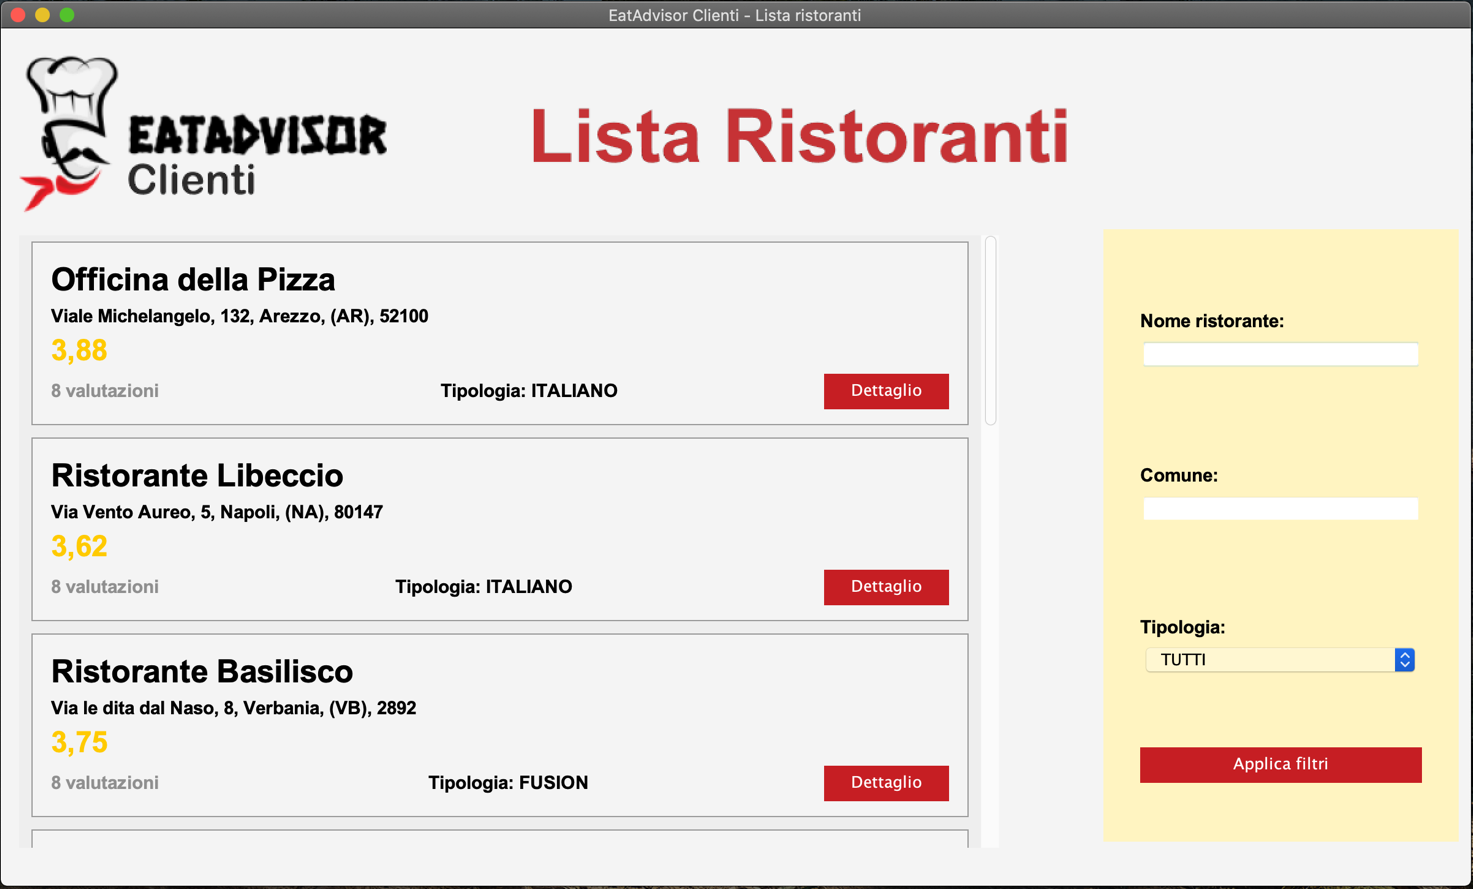 EatAdvisor Clienti - Lista ristoranti
EATADVISOR
Clienti
Lista Ristoranti
Officina della Pizza
Viale Michelangelo, 132, Arezzo, (AR), 52100
3,88
8 valutazioni Tipologia: ITALIANO Dettaglio
Ristorante Libeccio
Via Vento Aureo, 5, Napoli, (NA), 80147
3,62
8 valutazioni Tipologia: ITALIANO Dettaglio
Ristorante Basilisco
Via le dita dal Naso, 8, Verbania, (VB), 2892
3,75
8 valutazioni Tipologia: FUSION Dettaglio
Nome ristorante:
Comune:
Tipologia:
TUTTI
Applica filtri